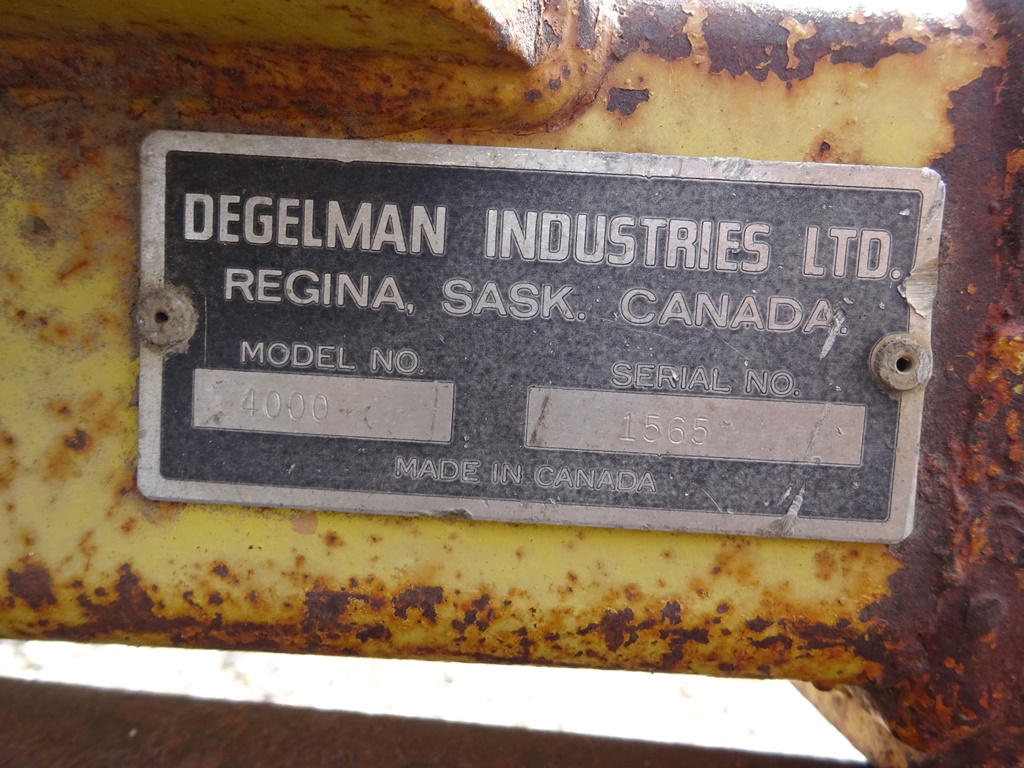 DEGELMAN INDUSTRIES LTD.
REGINA, SASK. CANADA.
MODEL NO. SERIAL NO.
4000 1565
MADE IN CANADA